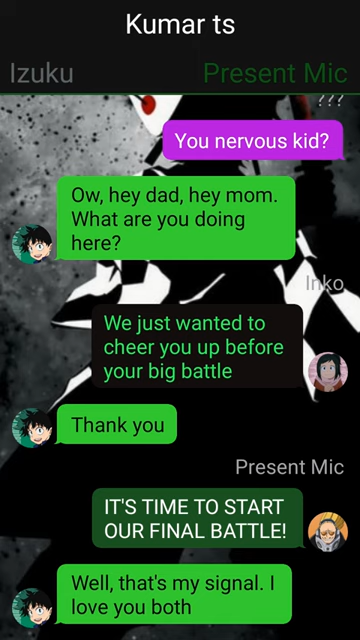 Kumar ts
Izuku
Present Mic
???
You nervous kid?
Ow, hey dad, hey mom.
What are you doing
here?
Inko
We just wanted to
cheer you up before
your big battle
Thank you
Present Mic
IT'S TIME TO START
OUR FINAL BATTLE!
Well, that's my signal. I
love you both